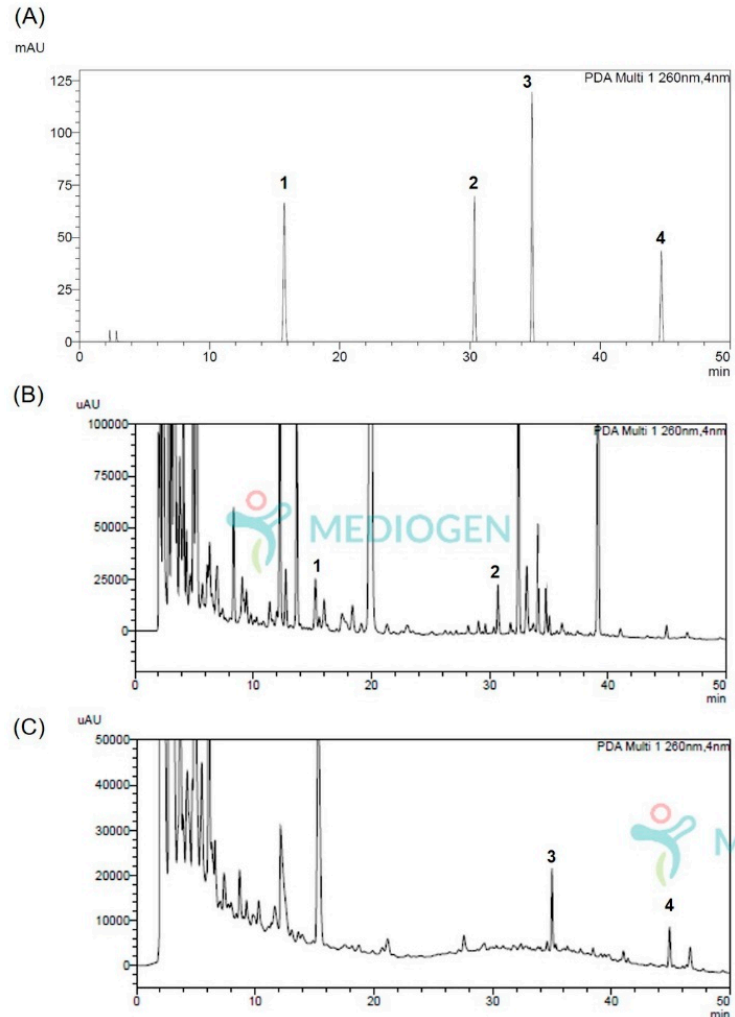 (A)
mAU
PDA Multi 1 260nm,4nm
125
100
75
50
25
0
1
2
3
4
0 10 20 30 40 50
min
(B)
uAU
PDA Multi 1 260nm,4nm
100000
75000
50000
25000
0
MEDIOGEN
1
2
0 10 20 30 40 50
min
(C)
uAU
PDA Multi 1 260nm,4nm
50000
40000
30000
20000
10000
0
M
3
4
0 10 20 30 40 50
min